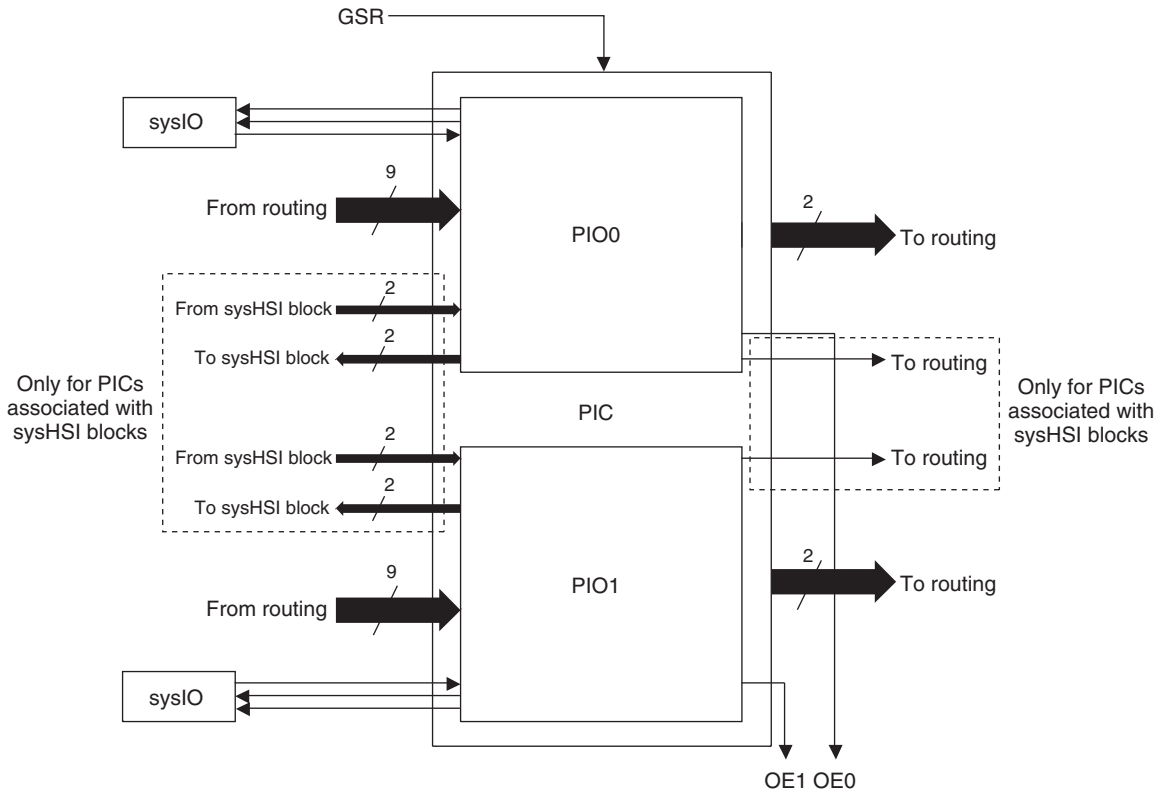 GSR
sysIO
9
From routing
PIO0
2
To routing
From sysHSI block
2
To sysHSI block
2
To routing
Only for PICs
associated with
sysHSI blocks
PIC
Only for PICs
associated with
sysHSI blocks
From sysHSI block
2
To routing
To sysHSI block
2
9
From routing
PIO1
2
To routing
sysIO
OE1 OE0